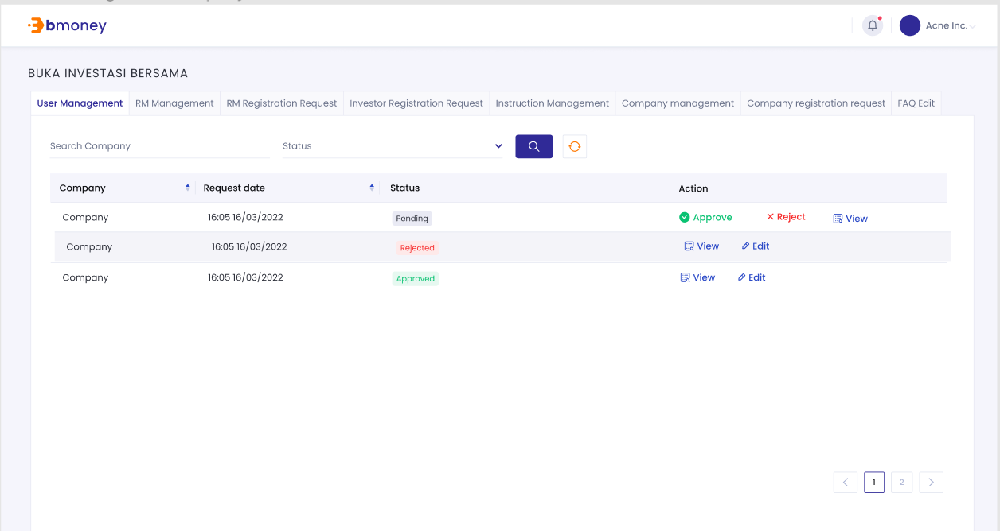 bmoney
Acne Inc.
BUKA INVESTASI BERSAMA
User Management RM Management RM Registration Request Investor Registration Request Instruction Management Company management Company registration request FAQ Edit
Search Company Status
Company Request date Status Action
Company 16:05 16/03/2022 Pending Approve Reject View
Company 16:05 16/03/2022 Rejected View Edit
Company 16:05 16/03/2022 Approved View Edit
1 2